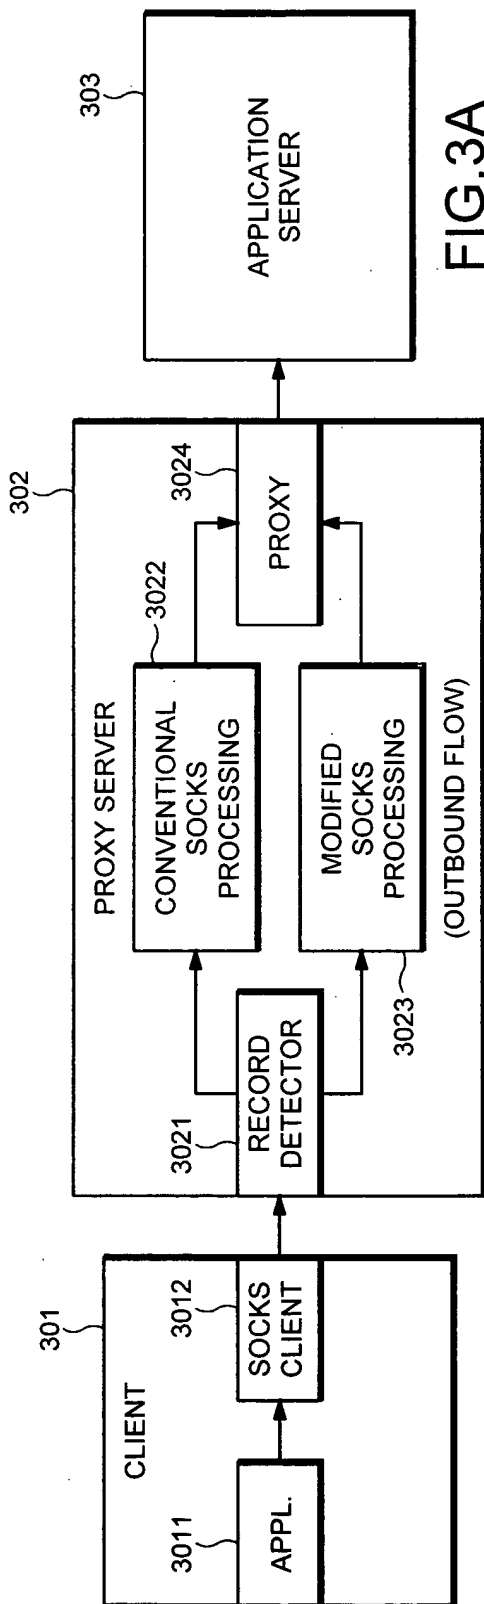 301
CLIENT
3011
APPL.
3012
SOCKS
CLIENT
302
PROXY SERVER
3021
RECORD
DETECTOR
3022
CONVENTIONAL
SOCKS
PROCESSING
3023
MODIFIED
SOCKS
PROCESSING
3024
PROXY
(OUTBOUND FLOW)
303
APPLICATION
SERVER
FIG.3A